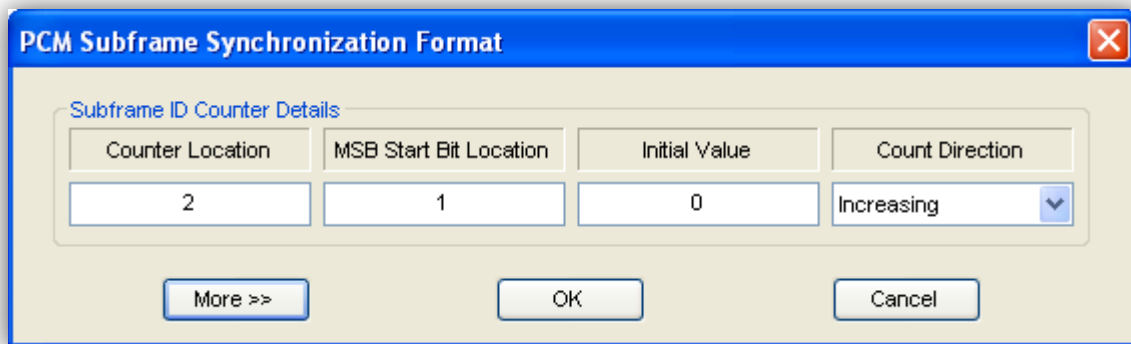 PCM Subframe Synchronization Format
Subframe ID Counter Details
Counter Location MSB Start Bit Location Initial Value Count Direction
2 1 0 Increasing
More >> OK Cancel